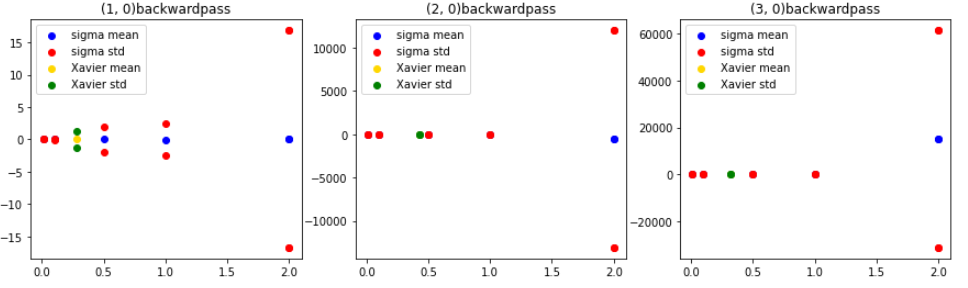 (1, 0)backwardpass
15
10
5
0
−5
−10
−15
sigma mean
sigma std
Xavier mean
Xavier std
0.0 0.5 1.0 1.5 2.0
(2, 0)backwardpass
10000
5000
0
−5000
−10000
sigma mean
sigma std
Xavier mean
Xavier std
0.0 0.5 1.0 1.5 2.0
(3, 0)backwardpass
60000
40000
20000
0
−20000
sigma mean
sigma std
Xavier mean
Xavier std
0.0 0.5 1.0 1.5 2.0